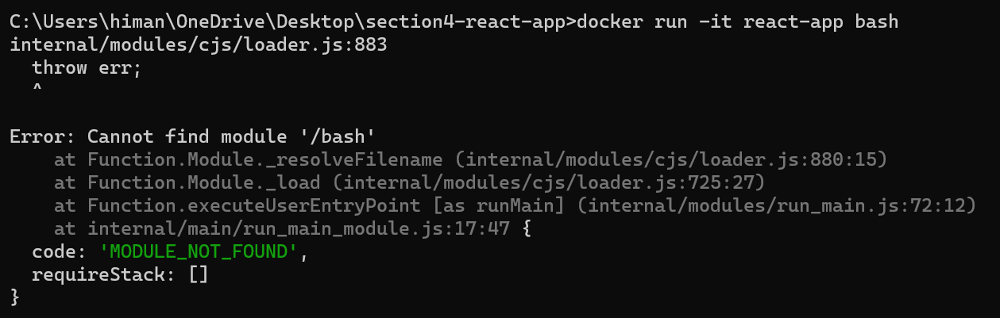 C:\Users\himan\OneDrive\Desktop\section4-react-app>docker run -it react-app bash
internal/modules/cjs/loader.js:883
  throw err;
  ^

Error: Cannot find module '/bash'
    at Function.Module._resolveFilename (internal/modules/cjs/loader.js:880:15)
    at Function.Module._load (internal/modules/cjs/loader.js:725:27)
    at Function.executeUserEntryPoint [as runMain] (internal/modules/run_main.js:72:12)
    at internal/main/run_main_module.js:17:47 {
  code: 'MODULE_NOT_FOUND',
  requireStack: []
}